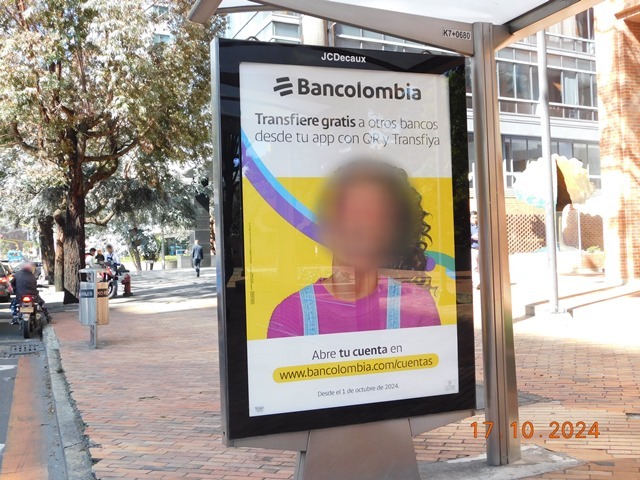 K7+0680
JCDecaux
Bancolombia
Transfiere gratis a otros bancos
desde tu app con QR y Transfiya
Abre tu cuenta en
www.bancolombia.com/cuentas
Desde el 1 de octubre de 2024.
17 10 2024